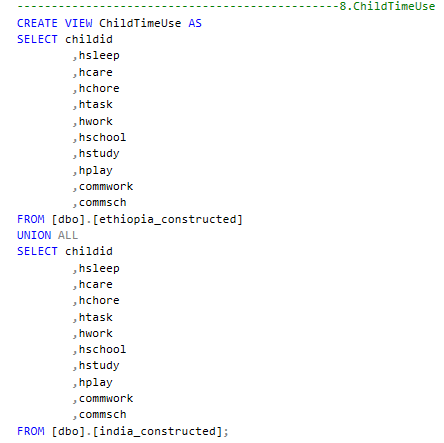 -----------------------------------------------8.ChildTimeUse
CREATE VIEW ChildTimeUse AS
SELECT childid
,hsleep
,hcare
,hchore
,htask
,hwork
,hschool
,hstudy
,hplay
,commwork
,commsch
FROM [dbo].[ethiopia_constructed]
UNION ALL
SELECT childid
,hsleep
,hcare
,hchore
,htask
,hwork
,hschool
,hstudy
,hplay
,commwork
,commsch
FROM [dbo].[india_constructed];